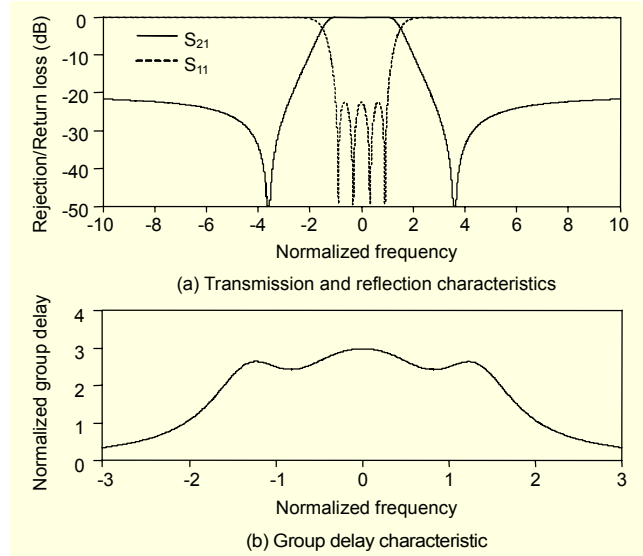 Rejection/Return loss (dB)
0
-10
-20
-30
-40
-50
S21
S11
-10 -8 -6 -4 -2 0 2 4 6 8 10
Normalized frequency
(a) Transmission and reflection characteristics
Normalized group delay
4
3
2
1
0
-3 -2 -1 0 1 2 3
Normalized frequency
(b) Group delay characteristic